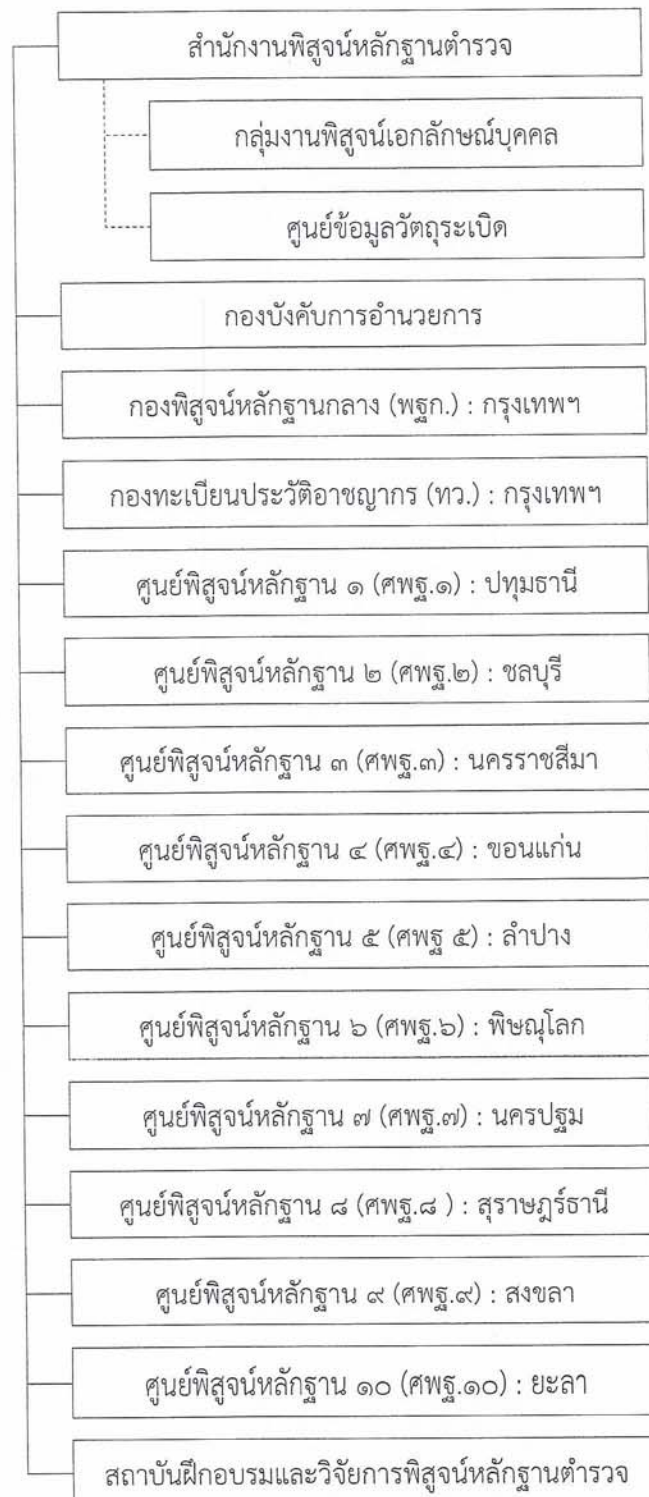 สำนักงานพิสูจน์หลักฐานตำรวจ
กลุ่มงานพิสูจน์เอกลักษณ์บุคคล
ศูนย์ข้อมูลวัตถุระเบิด
กองบังคับการอำนวยการ
กองพิสูจน์หลักฐานกลาง (พฐก.) : กรุงเทพฯ
กองทะเบียนประวัติอาชญากร (ทว.) : กรุงเทพฯ
ศูนย์พิสูจน์หลักฐาน ๑ (ศพฐ.๑) : ปทุมธานี
ศูนย์พิสูจน์หลักฐาน ๒ (ศพฐ.๒) : ชลบุรี
ศูนย์พิสูจน์หลักฐาน ๓ (ศพฐ.๓) : นครราชสีมา
ศูนย์พิสูจน์หลักฐาน ๔ (ศพฐ.๔) : ขอนแก่น
ศูนย์พิสูจน์หลักฐาน ๕ (ศพฐ ๕) : ลำปาง
ศูนย์พิสูจน์หลักฐาน ๖ (ศพฐ.๖) : พิษณุโลก
ศูนย์พิสูจน์หลักฐาน ๗ (ศพฐ.๗) : นครปฐม
ศูนย์พิสูจน์หลักฐาน ๘ (ศพฐ.๘ ) : สุราษฎร์ธานี
ศูนย์พิสูจน์หลักฐาน ๙ (ศพฐ.๙) : สงขลา
ศูนย์พิสูจน์หลักฐาน ๑๐ (ศพฐ.๑๐) : ยะลา
สถาบันฝึกอบรมและวิจัยการพิสูจน์หลักฐานตำรวจ